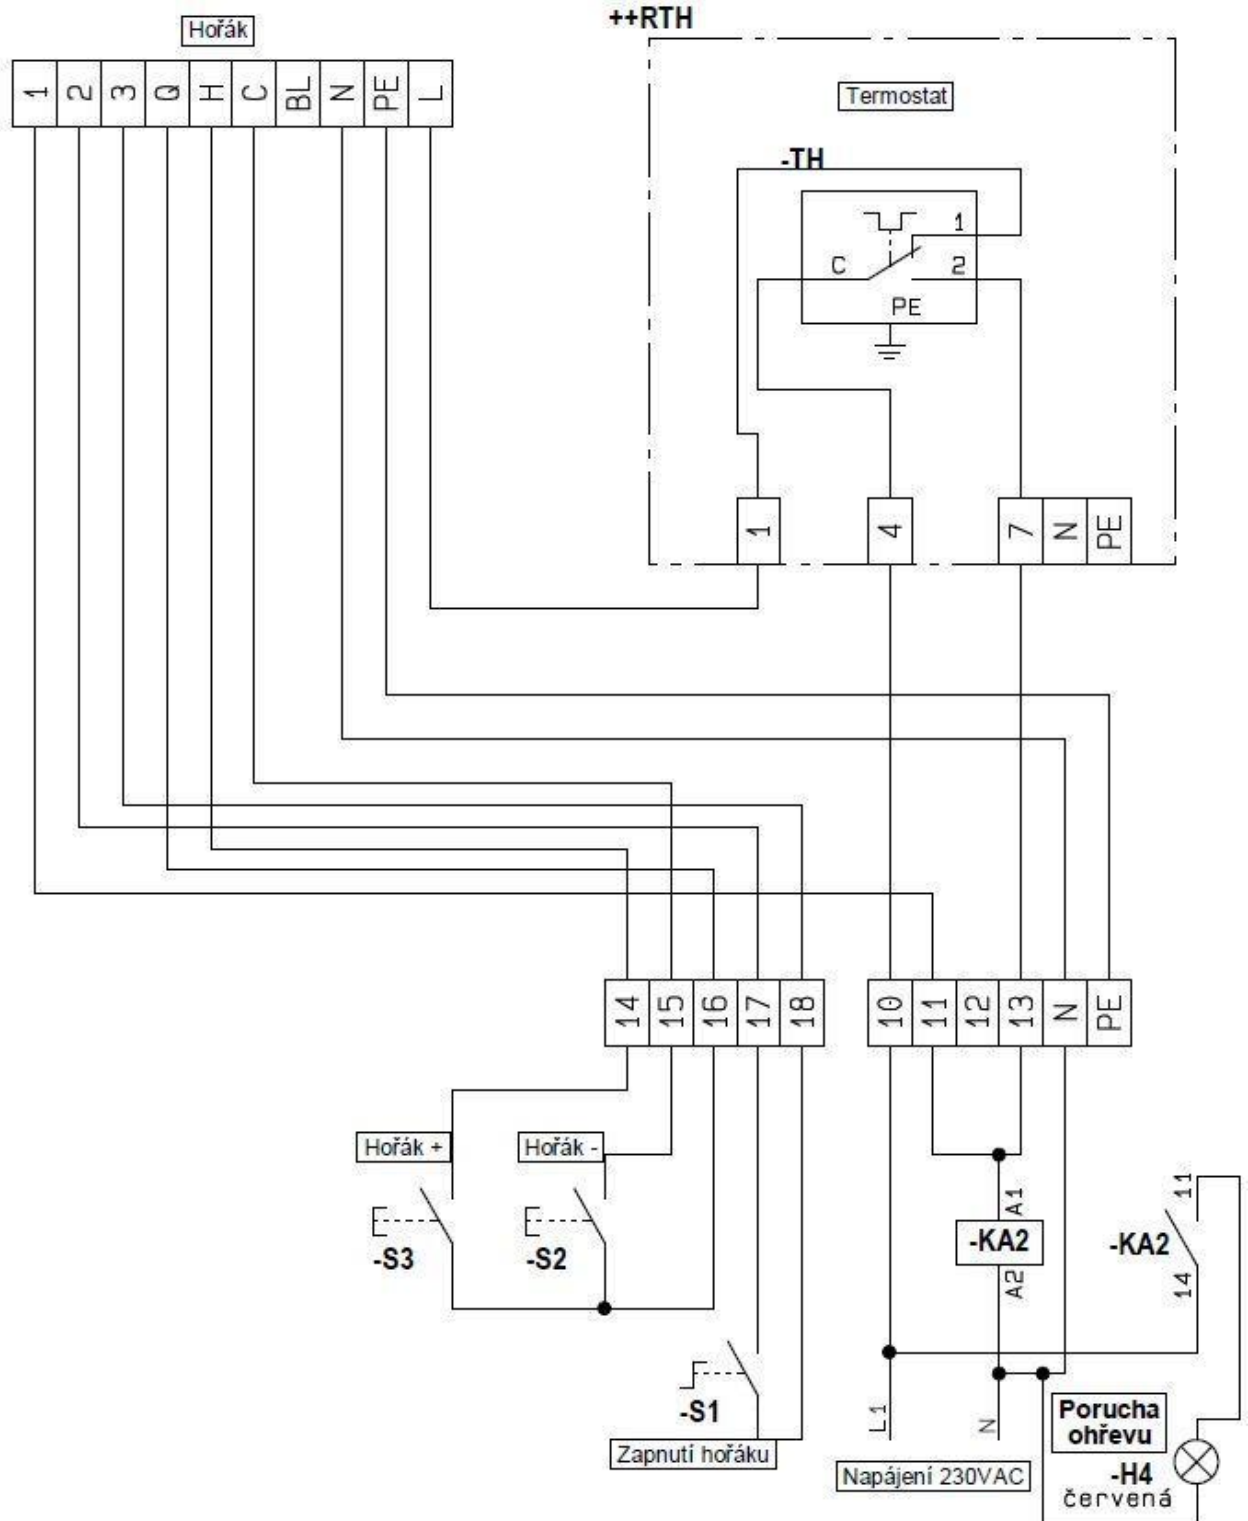 ++RTH
Hořák
1 2 3 Q H C BL N PE L
Termostat
-TH
1
C 2
PE
1 4 7 N PE
14 15 16 17 18 10 11 12 13 N PE
Hořák + Hořák -
A1 11
-S3 -S2 -KA2 -KA2
A2 14
-S1
L1 N
Porucha
ohřevu
Zapnutí hořáku
Napájení 230VAC
-H4
červená